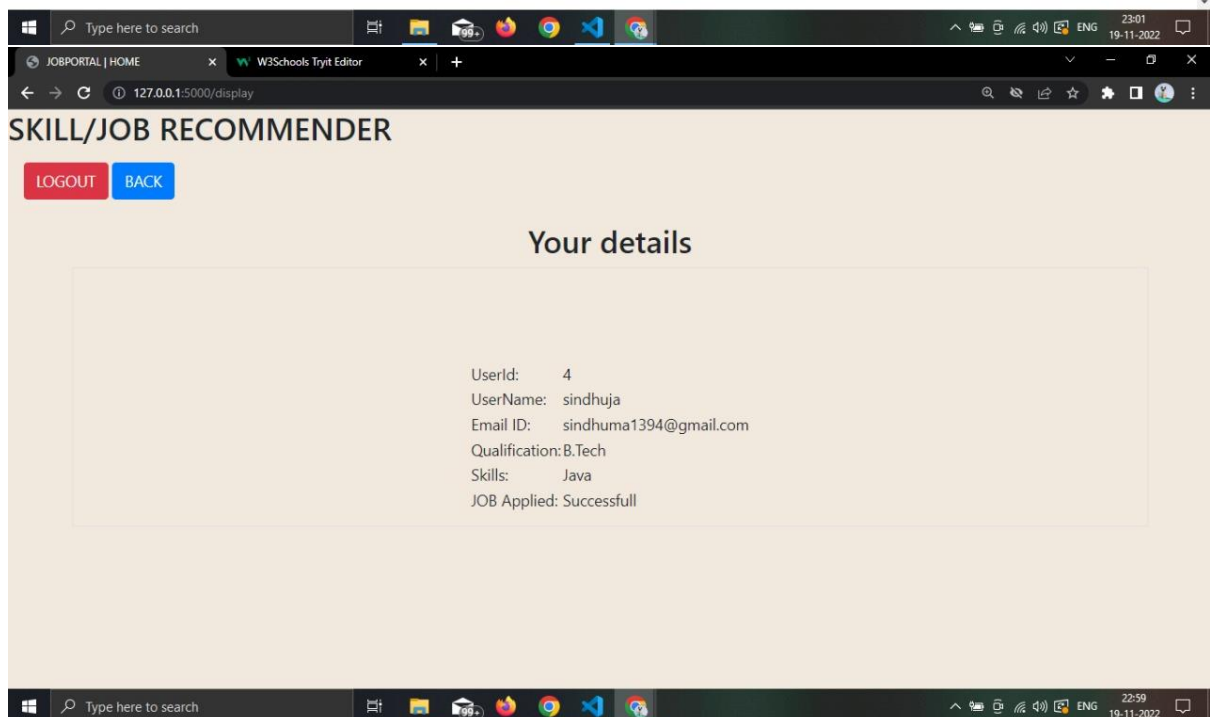 Type here to search
99+
ENG
23:01
19-11-2022
JOBPORTAL | HOME
W3Schools Tryit Editor
127.0.0.1:5000/display
SKILL/JOB RECOMMENDER
LOGOUT BACK
Your details
UserId: 4
UserName: sindhuja
Email ID: sindhuma1394@gmail.com
Qualification: B.Tech
Skills: Java
JOB Applied: Successfull
Type here to search
99+
ENG
22:59
19-11-2022